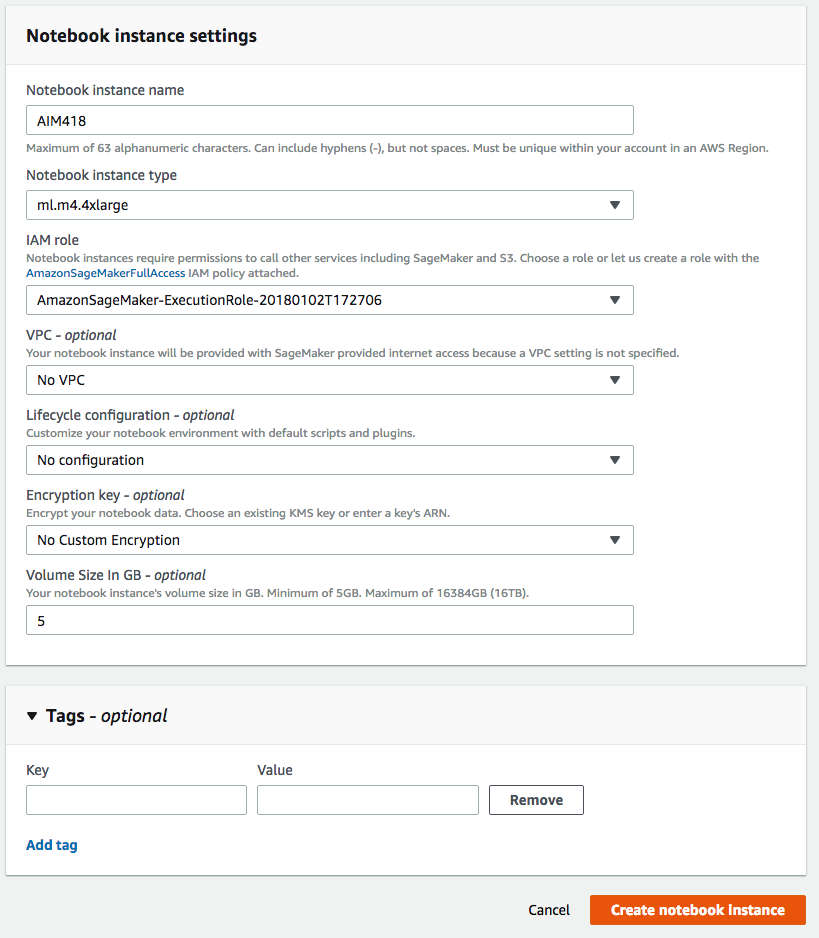 Notebook instance settings
Notebook instance name
AIM418
Maximum of 63 alphanumeric characters. Can include hyphens (-), but not spaces. Must be unique within your account in an AWS Region.
Notebook instance type
ml.m4.4xlarge
IAM role
Notebook instances require permissions to call other services including SageMaker and S3. Choose a role or let us create a role with the
AmazonSageMakerFullAccess IAM policy attached.
AmazonSageMaker-ExecutionRole-20180102T172706
VPC - optional
Your notebook instance will be provided with SageMaker provided internet access because a VPC setting is not specified.
No VPC
Lifecycle configuration - optional
Customize your notebook environment with default scripts and plugins.
No configuration
Encryption key - optional
Encrypt your notebook data. Choose an existing KMS key or enter a key's ARN.
No Custom Encryption
Volume Size In GB - optional
Your notebook instance's volume size in GB. Minimum of 5GB. Maximum of 16384GB (16TB).
5
Tags - optional
Key Value
Remove
Add tag
Cancel Create notebook instance